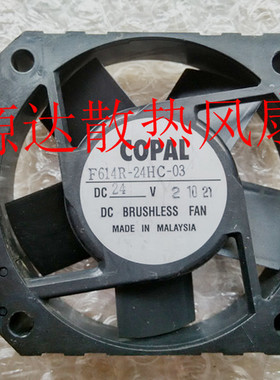 COPAL
F614R-24HC-03
DC 24 V 2 10 21
DC BRUSHLESS FAN
MADE IN MALAYSIA
源达散热风扇